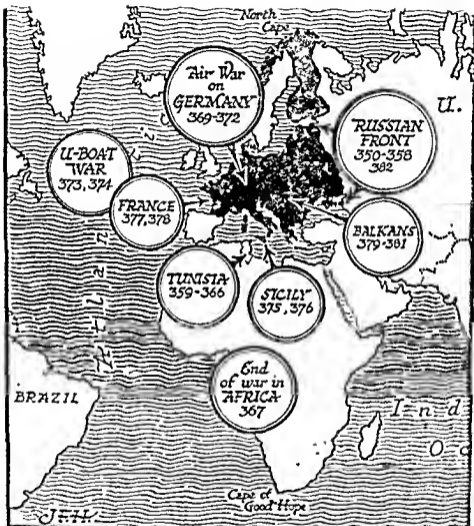 North
Cape
Air War
on
GERMANY
369-372
U.
RUSSIAN
FRONT
350-358
382
U-BOAT
WAR
373, 374
FRANCE
377, 378
BALKANS
379-381
TUNISIA
359-366
SICILY
375, 376
End
of war in
AFRICA
367
BRAZIL
I n d
O c
Cape of
Good Hope
J.F.H.